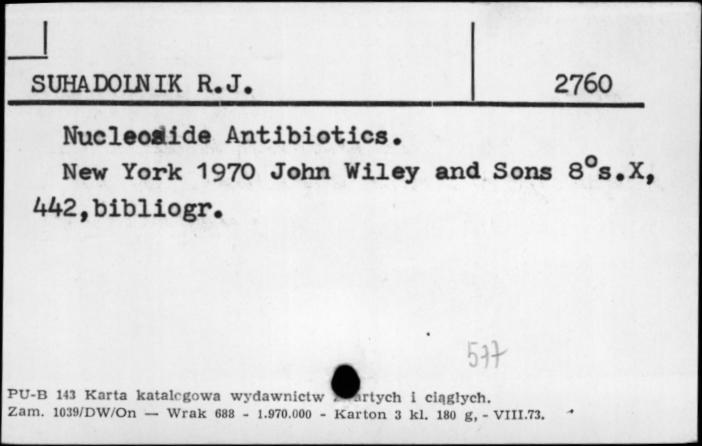 SUHADOLNIK R.J. 2760
Nucleoside Antibiotics.
New York 1970 John Wiley and Sons 8°s.X,
442,bibliogr.
577
PU-B 143 Karta katalogowa wydawnictw i ciągłych.
Zam. 1039/DW/On — Wrak 688 - 1.970.000 - Karton 3 kl. 180 g, - VIII.73.